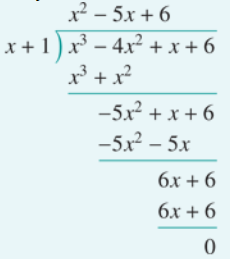 x² – 5x + 6
x + 1 ) x³ – 4x² + x + 6
x³ + x²
–5x² + x + 6
–5x² – 5x
6x + 6
6x + 6
0